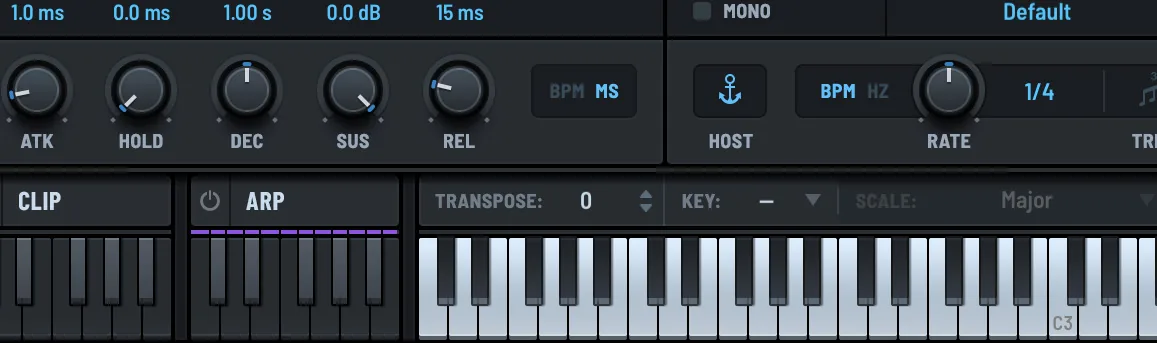 1.0 ms 0.0 ms 1.00 s 0.0 dB 15 ms MONO Default
BPM MS BPM HZ 1/4 3
ATK HOLD DEC SUS REL HOST RATE
CLIP ARP TRANSPOSE: 0 KEY: – SCALE: Major
C3